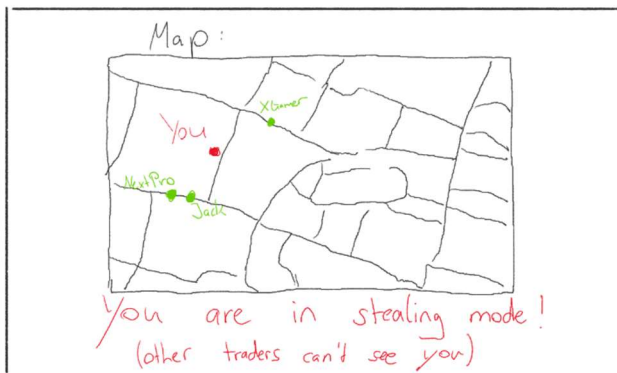 Map:
XGamer
You
NextPro
Jack
You are in stealing mode!
(other traders can'd see you)